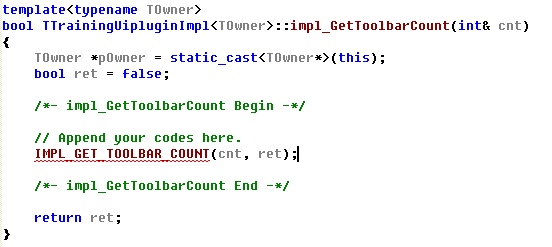 template<typename TOwner>
bool TTrainingUipluginImpl<TOwner>::impl_GetToolbarCount(int& cnt)
{
    TOwner *pOwner = static_cast<TOwner*>(this);
    bool ret = false;

    /*- impl_GetToolbarCount Begin -*/

    // Append your codes here.
    IMPL_GET_TOOLBAR_COUNT(cnt, ret);

    /*- impl_GetToolbarCount End -*/

    return ret;
}